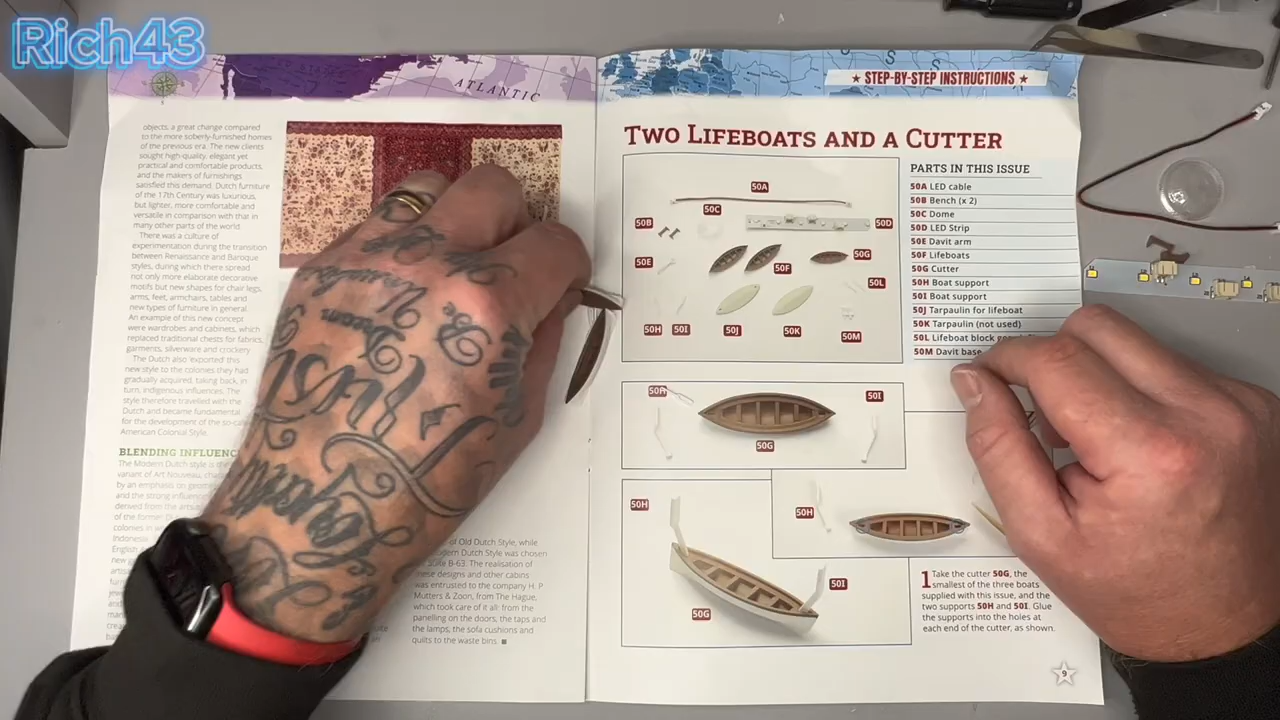 Rich43
ATLANTIC
objects, a great change compared
to the more soberly-furnished homes
of the previous era. The new clients
sought high-quality, elegant yet
practical and comfortable products,
and the makers of furnishings
satisfied this demand. Dutch furniture
of the 17th Century was luxurious,
but lighter, more comfortable and
versatile in comparison with that in
many other parts of the world.
There was a culture of
experimentation during the transition
between Renaissance and Baroque
styles, during which there spread
not only more elaborate decorative
motifs but new shapes for chair legs,
arms, feet, armchairs, tables and
new types of furniture in general.
An example of this new concept
were wardrobes and cabinets, which
replaced traditional chests for fabrics,
garments, silverware and crockery.
The Dutch also 'exported' this
new style to the colonies they had
gradually acquired, taking back, in
turn, indigenous influences. The
style therefore travelled with the
Dutch and became fundamental
for the development of the so-call
American Colonial Style.
BLENDING
The Modern Dutch style is the
variant of Art Nouveau,
by an emphasis on
and the strong
derived from the
of the former
colonies in
English
of Old Dutch Style, while
Modern Dutch Style was chosen
B-63. The realisation of
these designs and other cabins
was entrusted to the company H. P
Mutters & Zoon, from The Hague,
which took care of it all: from the
panelling on the doors, the taps and
the lamps, the sofa cushions and
quilts to the waste bins.
★ STEP-BY-STEP INSTRUCTIONS ★
TWO LIFEBOATS AND A CUTTER
50A
50B
50C
50D
50E
50F
50G
50L
50H
50I
50J
50K
50M
PARTS IN THIS ISSUE
50A LED cable
50B Bench (x 2)
50C Dome
50D LED Strip
50E Davit arm
50F Lifeboats
50G Cutter
50H Boat support
50I Boat support
50J Tarpaulin for lifeboat
50K Tarpaulin (not used)
50L Lifeboat block
50M Davit base
50I
50G
50H
50H
50I
50G
1 Take the cutter 50G, the
smallest of the three boats
supplied with this issue, and the
two supports 50H and 50I. Glue
the supports into the holes at
each end of the cutter, as shown.
9